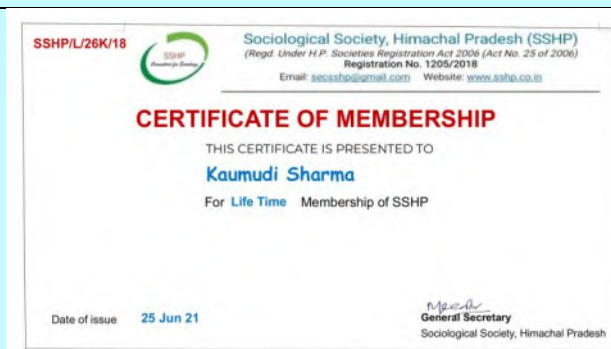 SSHP/L/26K/18
SSHP
Sociological Society, Himachal Pradesh (SSHP)
(Regd. Under H.P. Societies Registration Act 2006 (Act No. 25 of 2006)
Registration No. 1205/2018
Email: secsshp@gmail.com Website: www.sshp.co.in
CERTIFICATE OF MEMBERSHIP
THIS CERTIFICATE IS PRESENTED TO
Kaumudi Sharma
For Life Time Membership of SSHP
Date of issue 25 Jun 21
General Secretary
Sociological Society, Himachal Pradesh